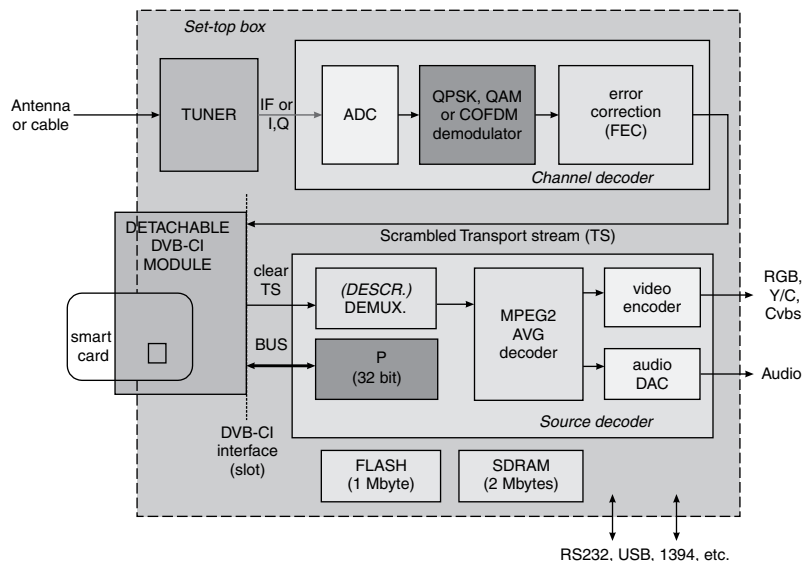 Set-top box
Antenna
or cable
TUNER
IF or
I,Q
ADC
QPSK, QAM
or COFDM
demodulator
error
correction
(FEC)
Channel decoder
DETACHABLE
DVB-CI
MODULE
Scrambled Transport stream (TS)
smart
card
clear
TS
BUS
(DESCR.)
DEMUX.
P
(32 bit)
MPEG2
AVG
decoder
video
encoder
audio
DAC
RGB,
Y/C,
Cvbs
Audio
Source decoder
DVB-CI
interface
(slot)
FLASH
(1 Mbyte)
SDRAM
(2 Mbytes)
RS232, USB, 1394, etc.